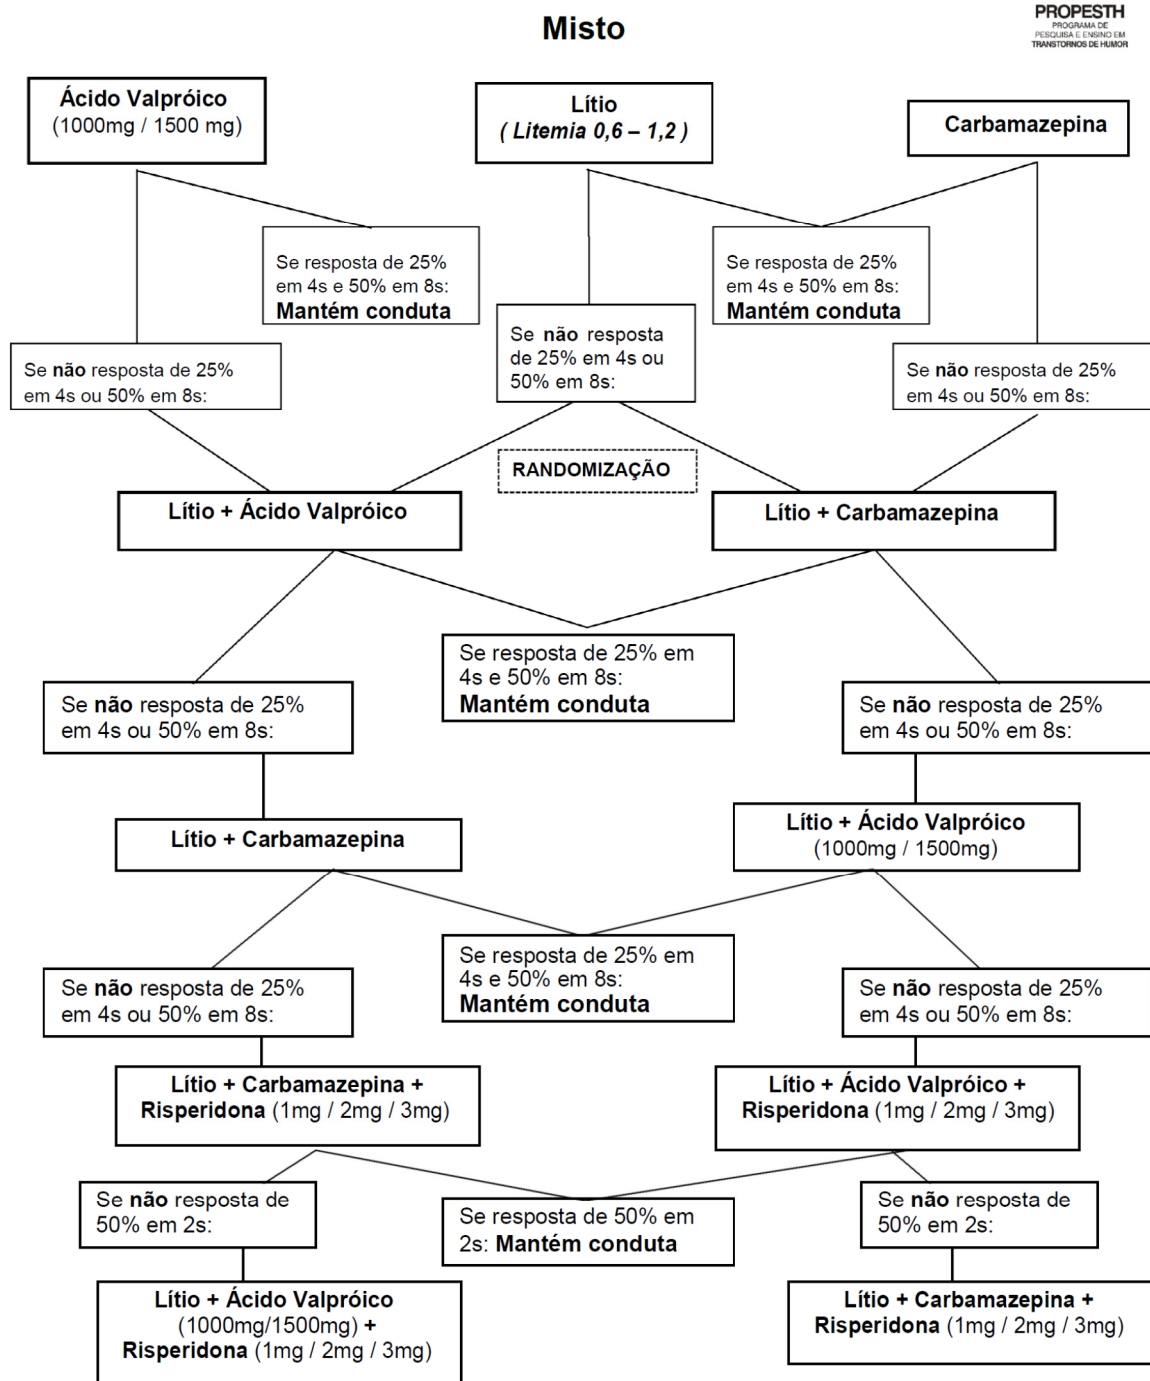 Misto
PROPESTH
PROGRAMA DE
PESQUISA E ENSINO EM
TRANSTORNOS DE HUMOR
Ácido Valpróico
(1000mg / 1500 mg)
Lítio
( Litemia 0,6 – 1,2 )
Carbamazepina
Se resposta de 25%
em 4s e 50% em 8s:
Mantém conduta
Se resposta de 25%
em 4s e 50% em 8s:
Mantém conduta
Se não resposta de 25%
em 4s ou 50% em 8s:
Se não resposta
de 25% em 4s ou
50% em 8s:
Se não resposta de 25%
em 4s ou 50% em 8s:
RANDOMIZAÇÃO
Lítio + Ácido Valpróico
Lítio + Carbamazepina
Se resposta de 25% em
4s e 50% em 8s:
Mantém conduta
Se não resposta de 25%
em 4s ou 50% em 8s:
Se não resposta de 25%
em 4s ou 50% em 8s:
Lítio + Carbamazepina
Lítio + Ácido Valpróico
(1000mg / 1500mg)
Se resposta de 25% em
4s e 50% em 8s:
Mantém conduta
Se não resposta de 25%
em 4s ou 50% em 8s:
Se não resposta de 25%
em 4s ou 50% em 8s:
Lítio + Carbamazepina +
Risperidona (1mg / 2mg / 3mg)
Lítio + Ácido Valpróico +
Risperidona (1mg / 2mg / 3mg)
Se não resposta de
50% em 2s:
Se resposta de 50% em
2s: Mantém conduta
Se não resposta de
50% em 2s:
Lítio + Ácido Valpróico
(1000mg/1500mg) +
Risperidona (1mg / 2mg / 3mg)
Lítio + Carbamazepina +
Risperidona (1mg / 2mg / 3mg)